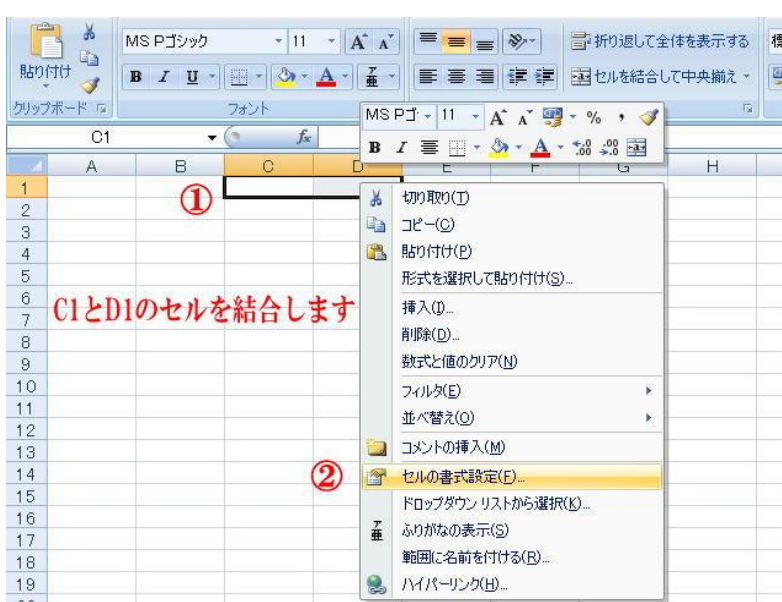 MS Pゴシック 11 A A 折り返して全体を表示する 標
貼り付け B I U A ア亜 セルを結合して中央揃え
クリップボード フォント
MS Pゴ 11 A A % ,
B I A .0 .00 .00 .0 a
C1 fx
A B C D E F G H
1
①
2
3
4
5
6
7
8
9
10
11
12
13
14
15
16
17
18
19
C1とD1のセルを結合します
切り取り(T)
コピー(C)
貼り付け(P)
形式を選択して貼り付け(S)...
挿入(I)...
削除(D)...
数式と値のクリア(N)
フィルタ(E)
並べ替え(O)
コメントの挿入(M)
②
セルの書式設定(F)...
ドロップダウン リストから選択(K)...
ア亜 ふりがなの表示(S)
範囲に名前を付ける(R)...
ハイパーリンク(H)...